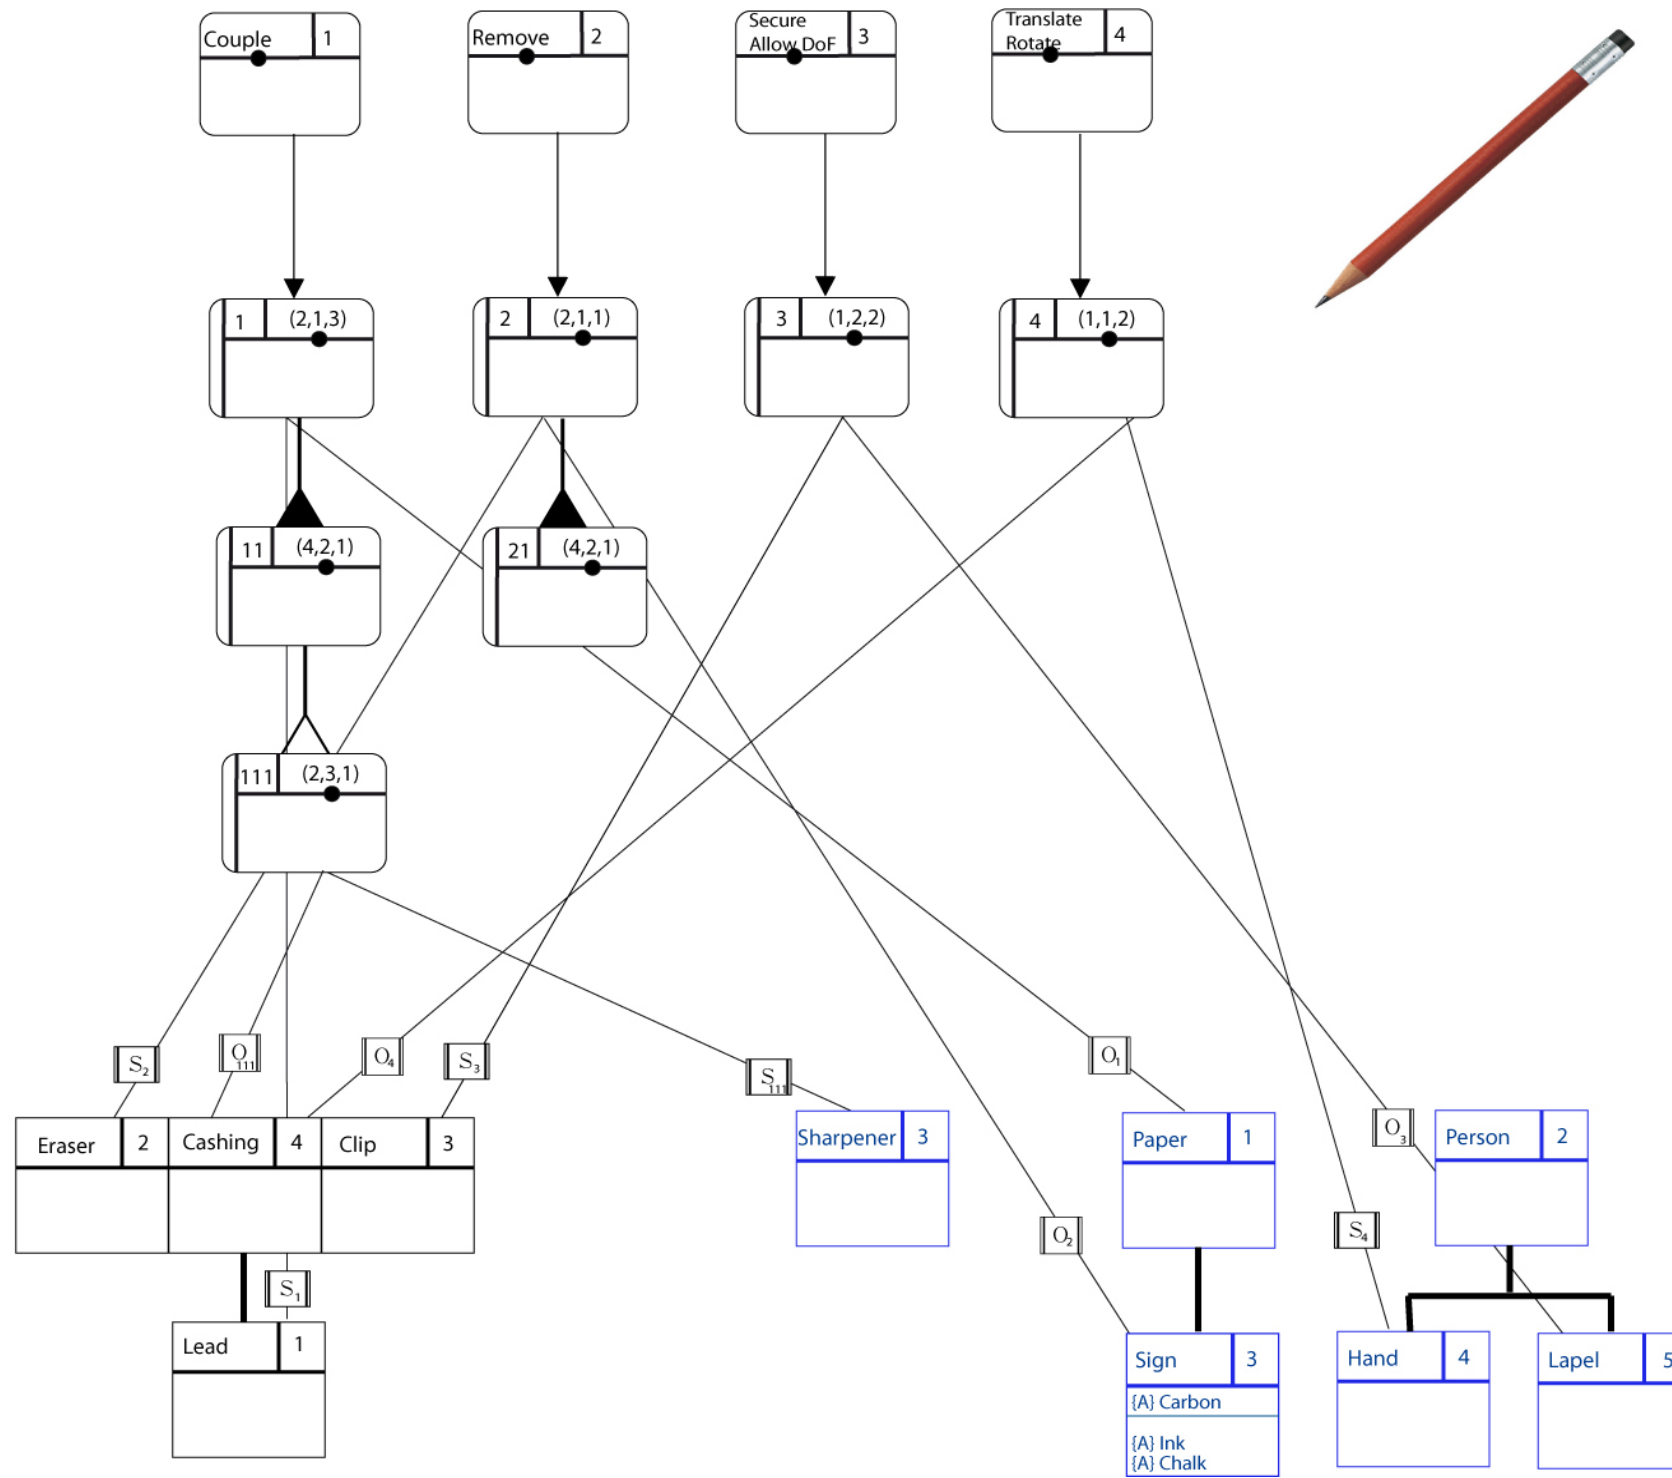 Couple 1
Remove 2
Secure
Allow DoF 3
Translate
Rotate 4
1 (2,1,3)
2 (2,1,1)
3 (1,2,2)
4 (1,1,2)
11 (4,2,1)
21 (4,2,1)
111 (2,3,1)
S2
O111
O4
S3
S111
O1
O3
Eraser 2
Cashing 4
Clip 3
Sharpener 3
Paper 1
Person 2
O2
S4
S1
Lead 1
Sign 3
Hand 4
Lapel 5
{A} Carbon
{A} Ink
{A} Chalk